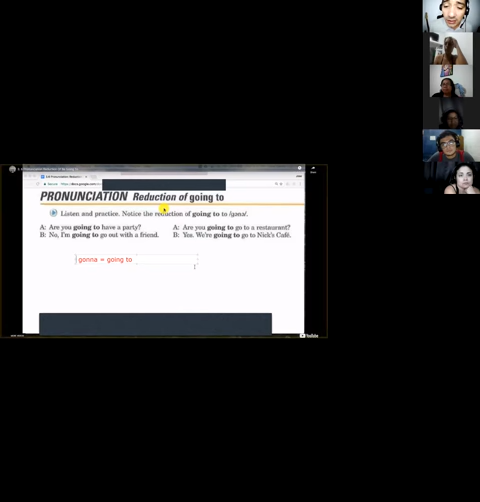 PRONUNCIATION Reduction of going to
Listen and practice. Notice the reduction of going to to /gənə/.
A: Are you going to have a party?
B: No, I'm going to go out with a friend.
A: Are you going to go to a restaurant?
B: Yes. We're going to go to Nick's Café.
gonna = going to
YouTube